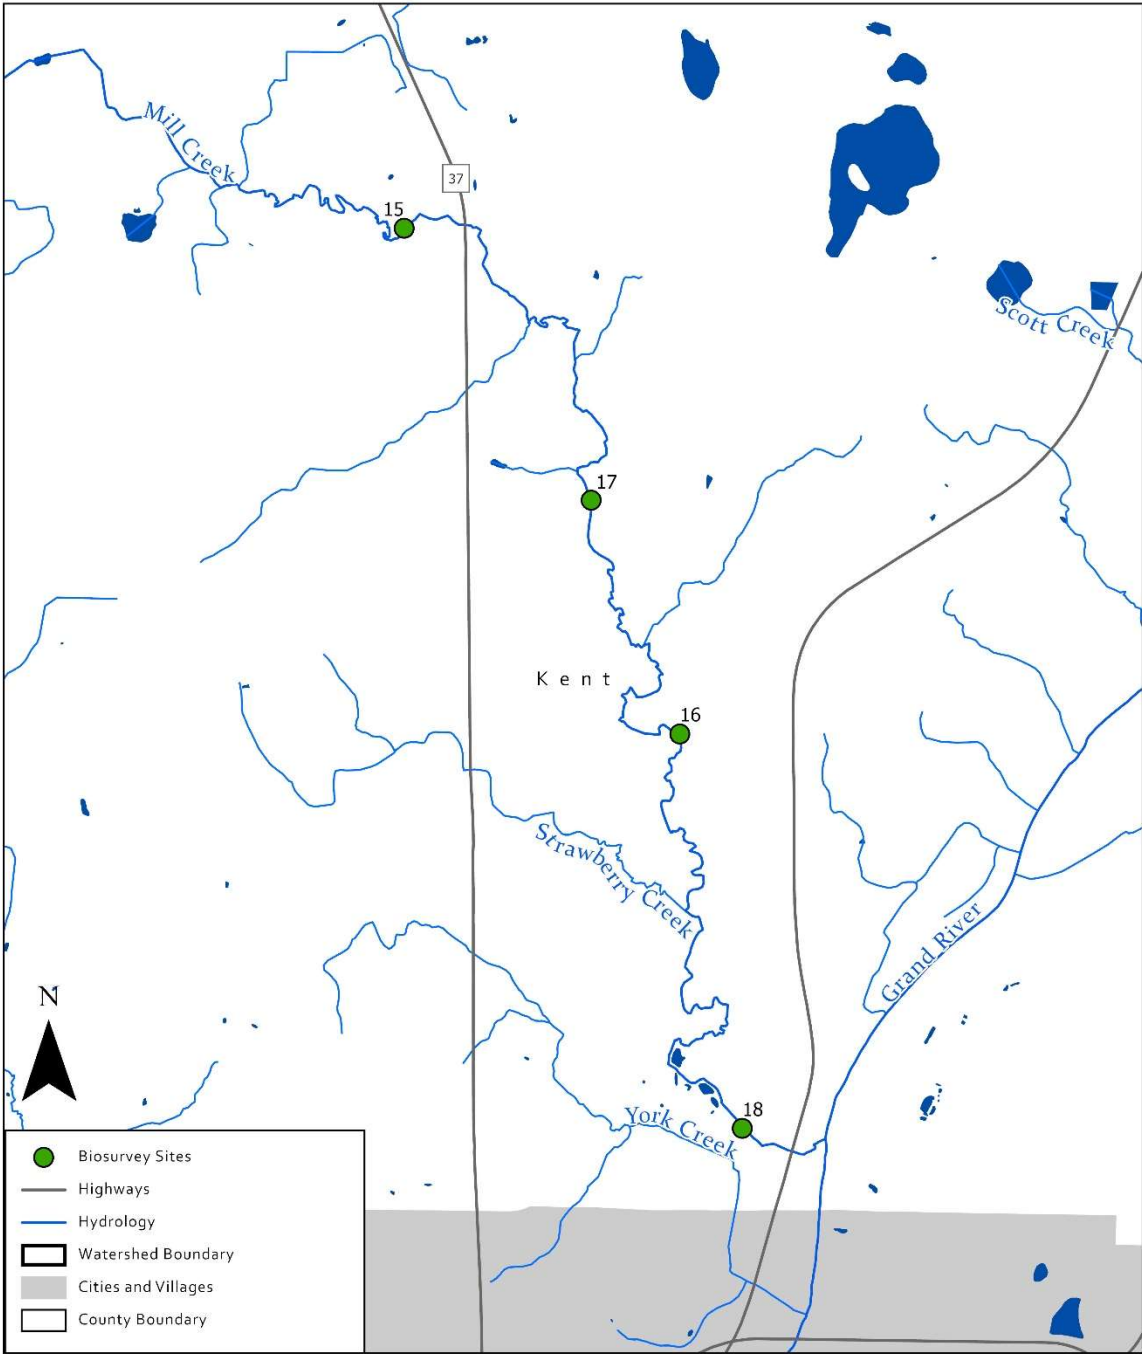 Mill Creek
37
15
Scott Creek
17
Kent
16
Strawberry Creek
Grand River
N
18
York Creek
Biosurvey Sites
Highways
Hydrology
Watershed Boundary
Cities and Villages
County Boundary